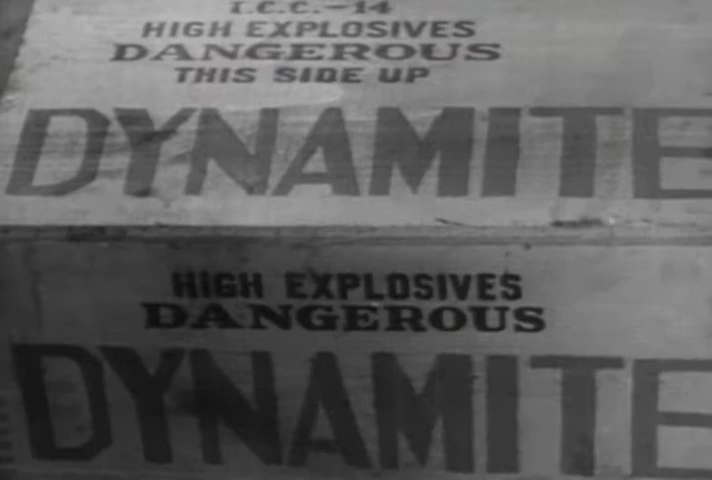 I.C.C.-14
HIGH EXPLOSIVES
DANGEROUS
THIS SIDE UP
DYNAMITE
HIGH EXPLOSIVES
DANGEROUS
DYNAMITE